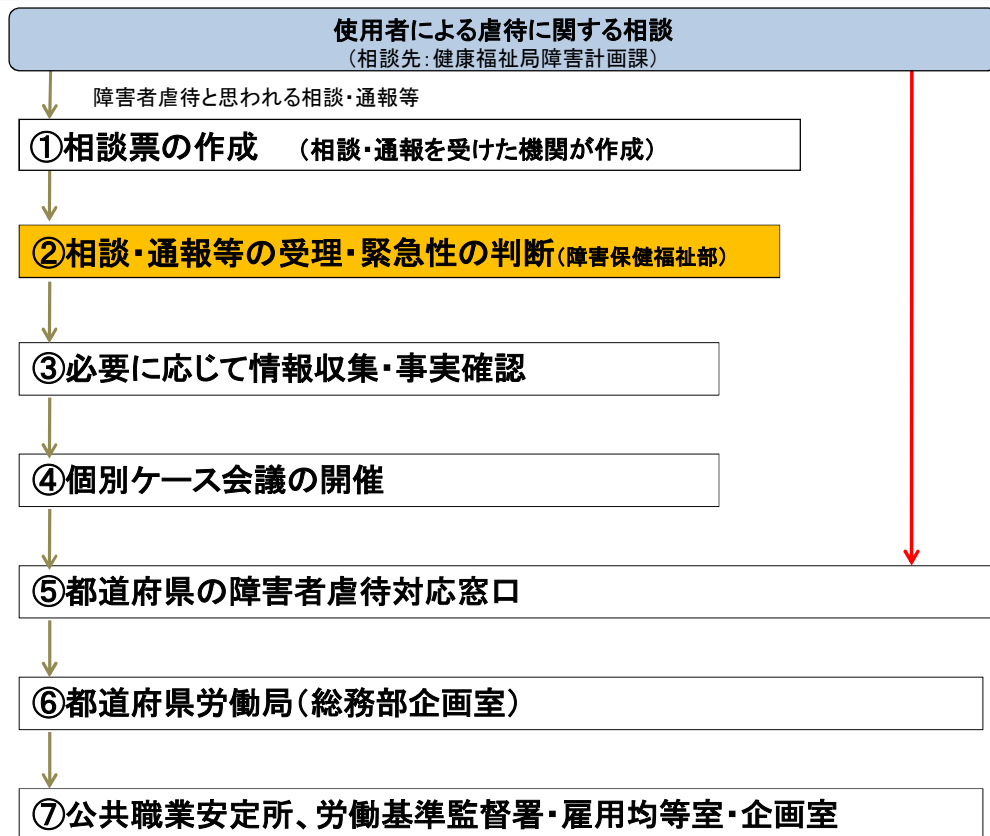 使用者による虐待に関する相談
(相談先:健康福祉局障害計画課)
障害者虐待と思われる相談・通報等
①相談票の作成 (相談・通報を受けた機関が作成)
②相談・通報等の受理・緊急性の判断(障害保健福祉部)
③必要に応じて情報収集・事実確認
④個別ケース会議の開催
⑤都道府県の障害者虐待対応窓口
⑥都道府県労働局(総務部企画室)
⑦公共職業安定所、労働基準監督署・雇用均等室・企画室